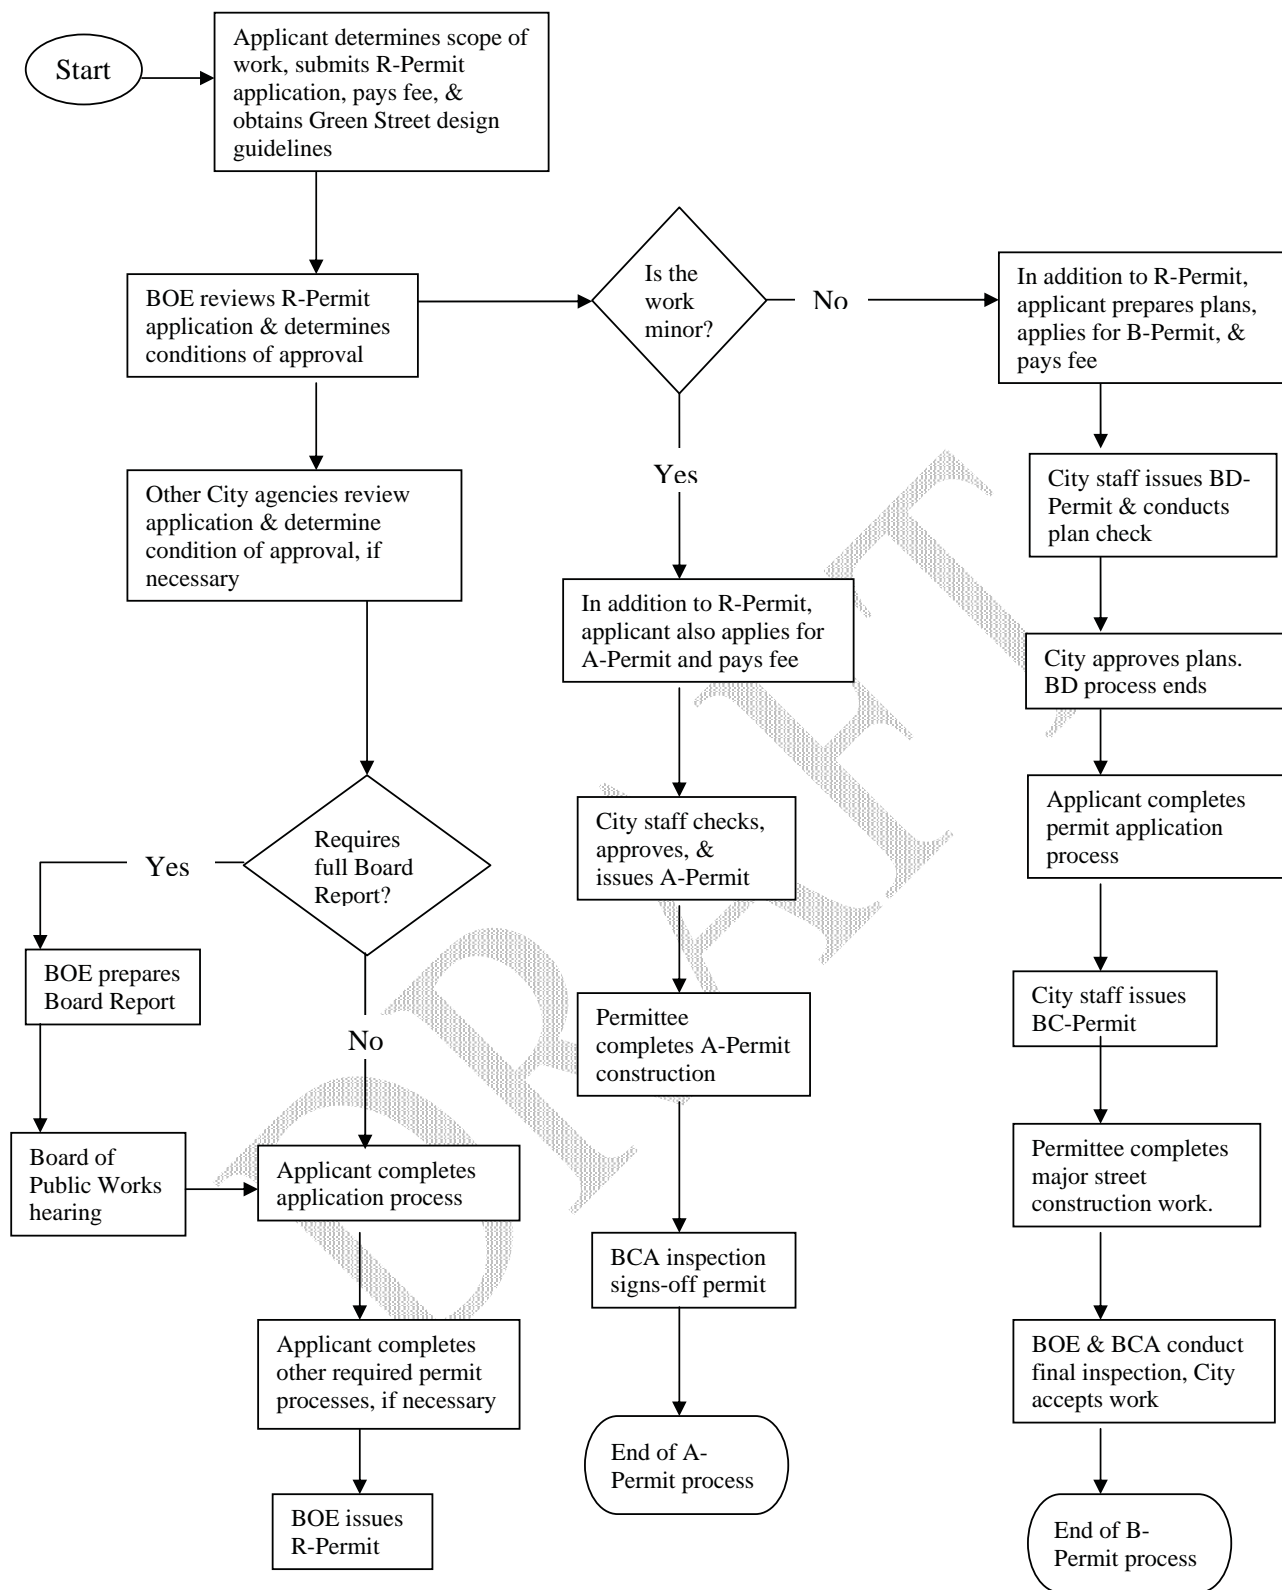 Start
Applicant determines scope of
work, submits R-Permit
application, pays fee, &
obtains Green Street design
guidelines
BOE reviews R-Permit
application & determines
conditions of approval
Is the
work
minor?
No
In addition to R-Permit,
applicant prepares plans,
applies for B-Permit, &
pays fee
Yes
Other City agencies review
application & determine
condition of approval, if
necessary
City staff issues BD-
Permit & conducts
plan check
In addition to R-Permit,
applicant also applies for
A-Permit and pays fee
City approves plans.
BD process ends
Requires
full Board
Report?
Yes
No
City staff checks,
approves, &
issues A-Permit
Applicant completes
permit application
process
BOE prepares
Board Report
Permittee
completes A-Permit
construction
City staff issues
BC-Permit
Board of
Public Works
hearing
Applicant completes
application process
Permittee completes
major street
construction work.
BCA inspection
signs-off permit
Applicant completes
other required permit
processes, if necessary
BOE & BCA conduct
final inspection, City
accepts work
End of A-
Permit process
BOE issues
R-Permit
End of B-
Permit process
DRAFT